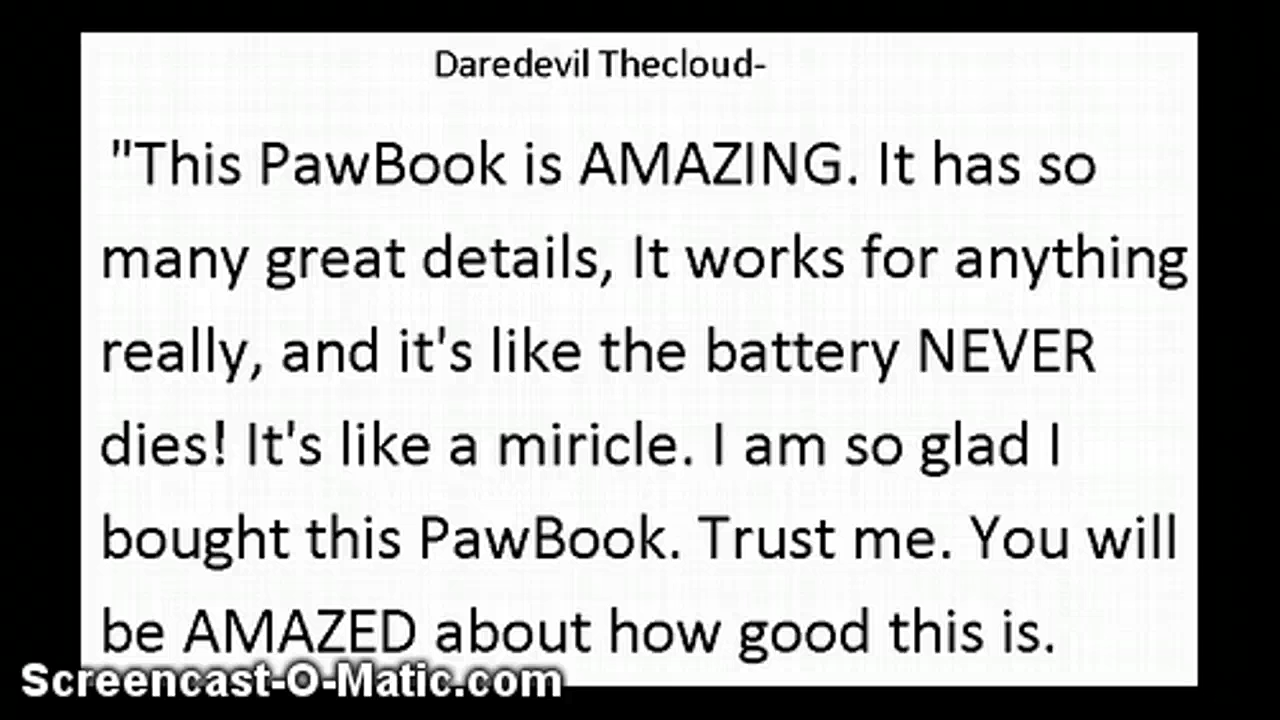 Daredevil Thecloud-
"This PawBook is AMAZING. It has so
many great details, It works for anything
really, and it's like the battery NEVER
dies! It's like a miricle. I am so glad I
bought this PawBook. Trust me. You will
be AMAZED about how good this is.
Screencast-O-Matic.com